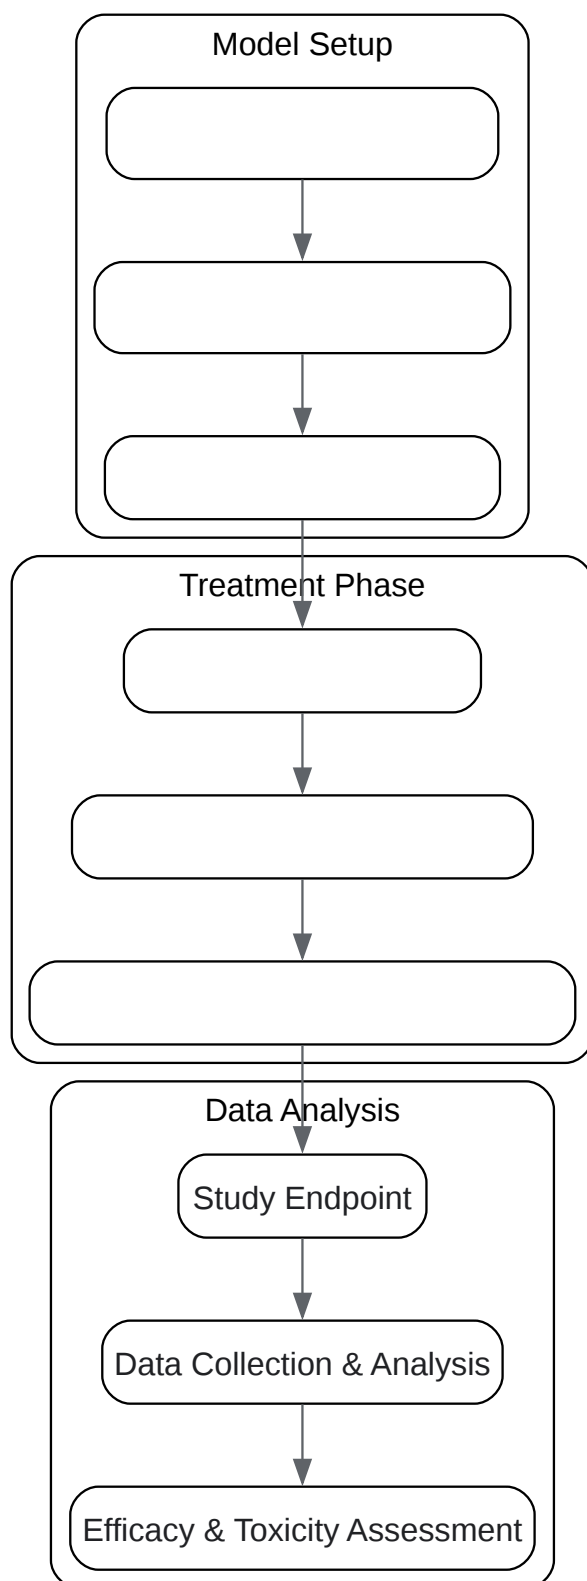 Model Setup
Treatment Phase
Data Analysis
Study Endpoint
Data Collection & Analysis
Efficacy & Toxicity Assessment